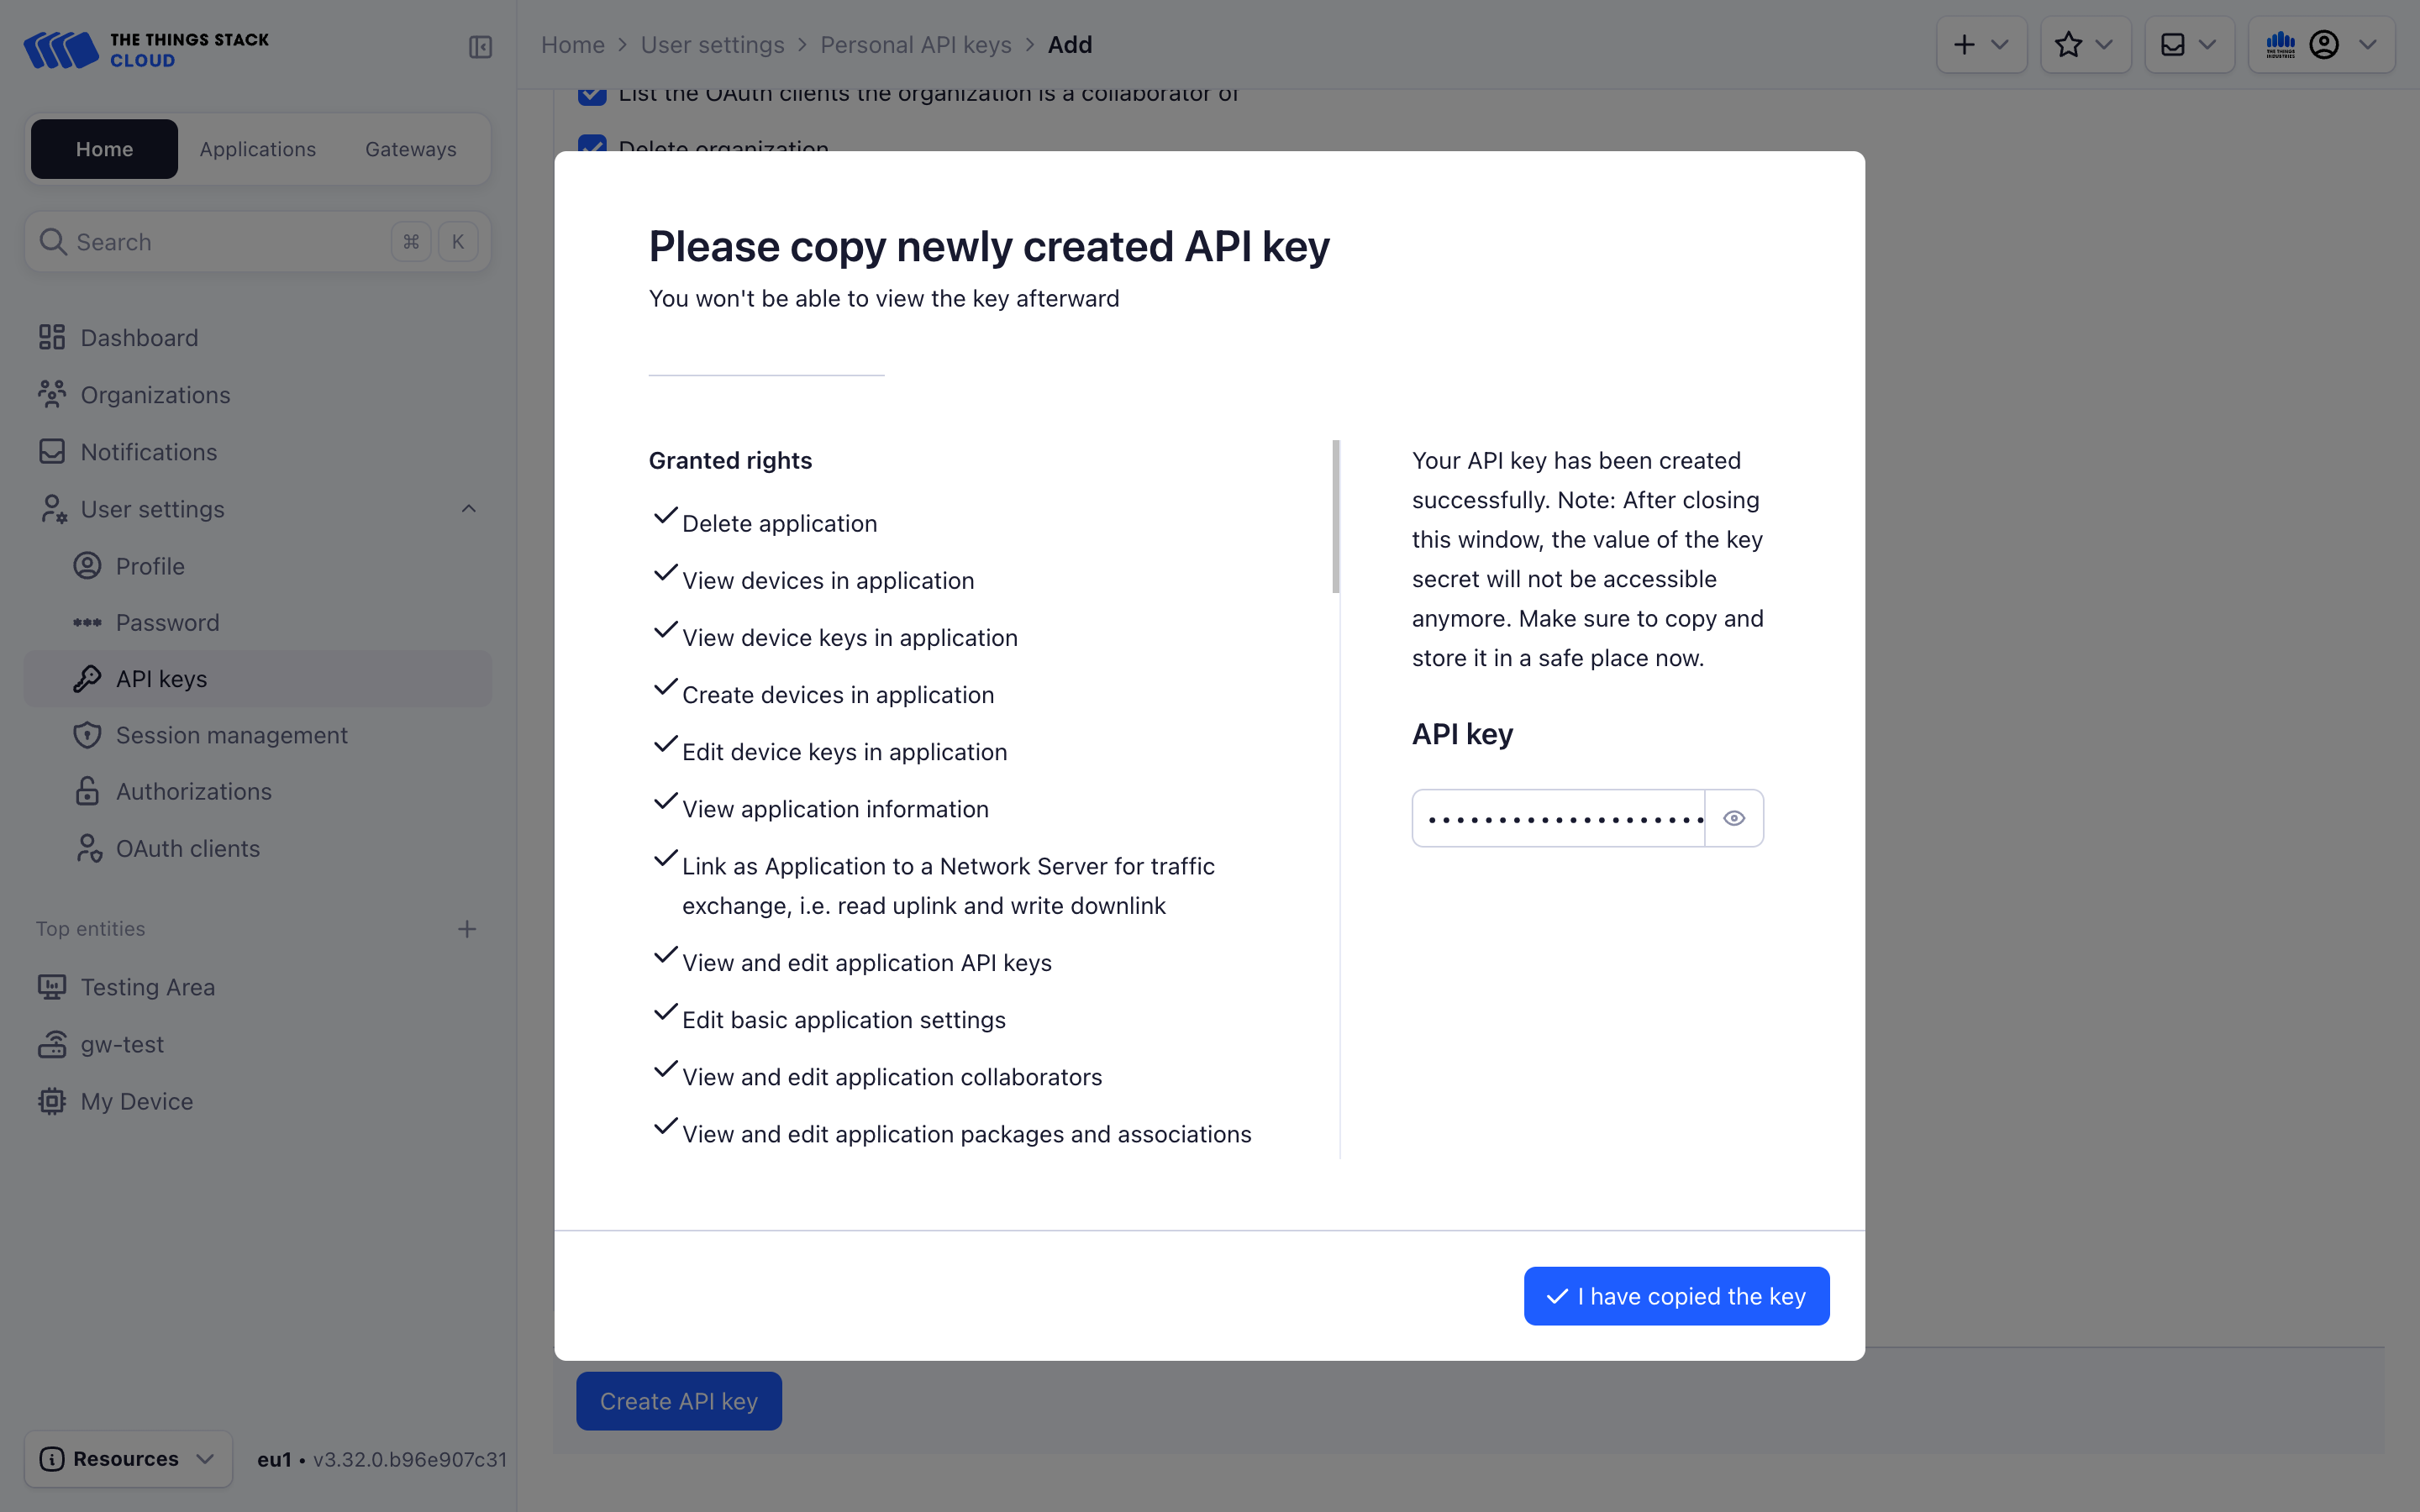 THE THINGS STACK
CLOUD
Home
Applications
Gateways
Search
⌘ K
Dashboard
Organizations
Notifications
User settings
Profile
Password
API keys
Session management
Authorizations
OAuth clients
Top entities
Testing Area
gw-test
My Device
Resources
eu1 • v3.32.0.b96e907c31
Home > User settings > Personal API keys > Add
THE THINGS
INDUSTRIES
List the OAuth clients the organization is a collaborator of
Delete organization
Please copy newly created API key
You won't be able to view the key afterward
Granted rights
Delete application
View devices in application
View device keys in application
Create devices in application
Edit device keys in application
View application information
Link as Application to a Network Server for traffic
exchange, i.e. read uplink and write downlink
View and edit application API keys
Edit basic application settings
View and edit application collaborators
View and edit application packages and associations
Your API key has been created
successfully. Note: After closing
this window, the value of the key
secret will not be accessible
anymore. Make sure to copy and
store it in a safe place now.
API key
I have copied the key
Create API key